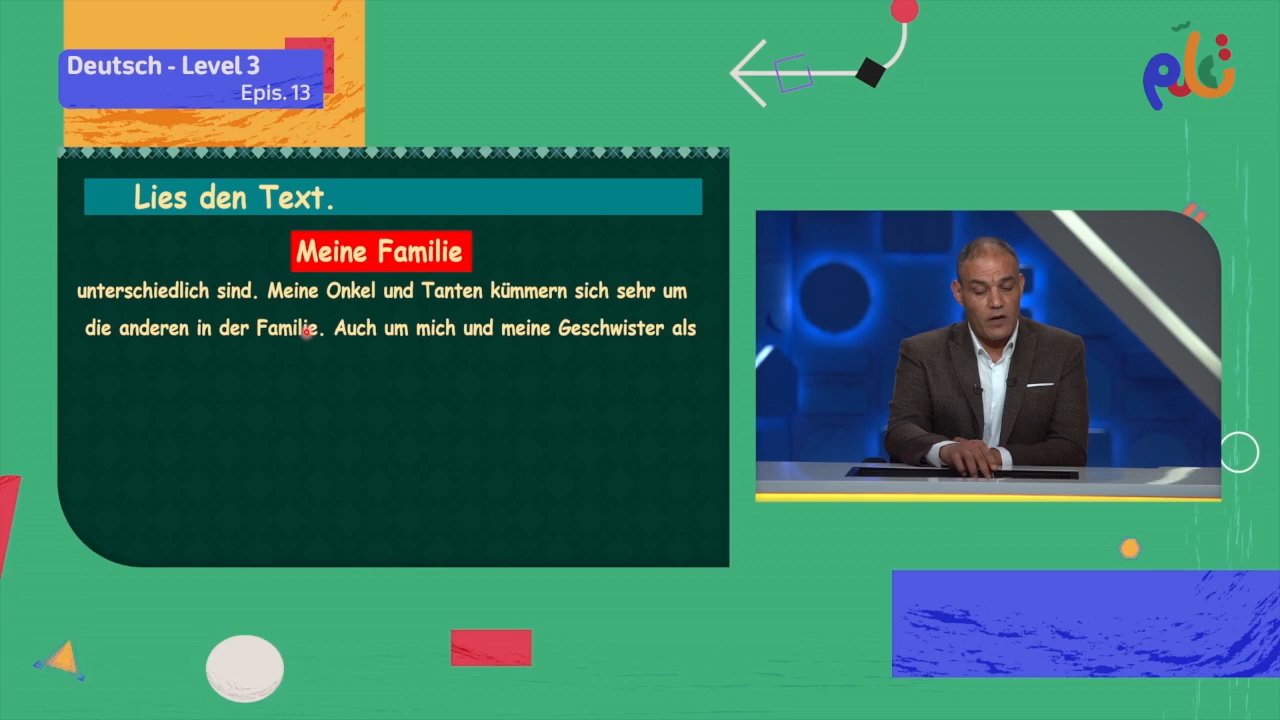 Deutsch - Level 3
Epis. 13
Lies den Text.
Meine Familie
unterschiedlich sind. Meine Onkel und Tanten kümmern sich sehr um
die anderen in der Familie. Auch um mich und meine Geschwister als